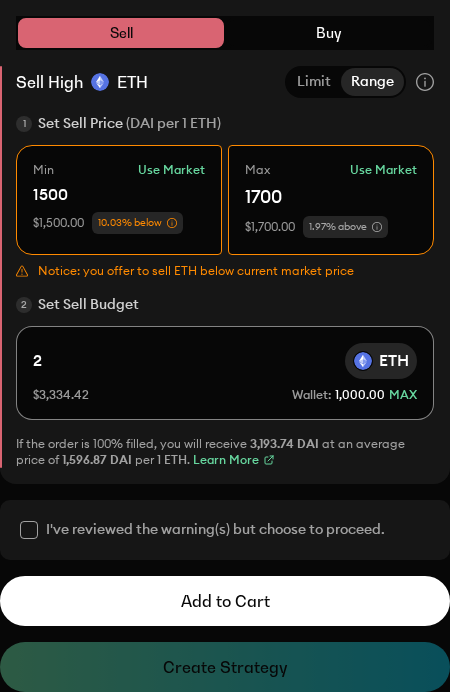 Sell Buy
Sell High ETH Limit Range
1 Set Sell Price (DAI per 1 ETH)
Min Use Market Max Use Market
1500 1700
$1,500.00 10.03% below $1,700.00 1.97% above
Notice: you offer to sell ETH below current market price
2 Set Sell Budget
2 ETH
$3,334.42 Wallet: 1,000.00 MAX
If the order is 100% filled, you will receive 3,193.74 DAI at an average
price of 1,596.87 DAI per 1 ETH. Learn More
I've reviewed the warning(s) but choose to proceed.
Add to Cart
Create Strategy